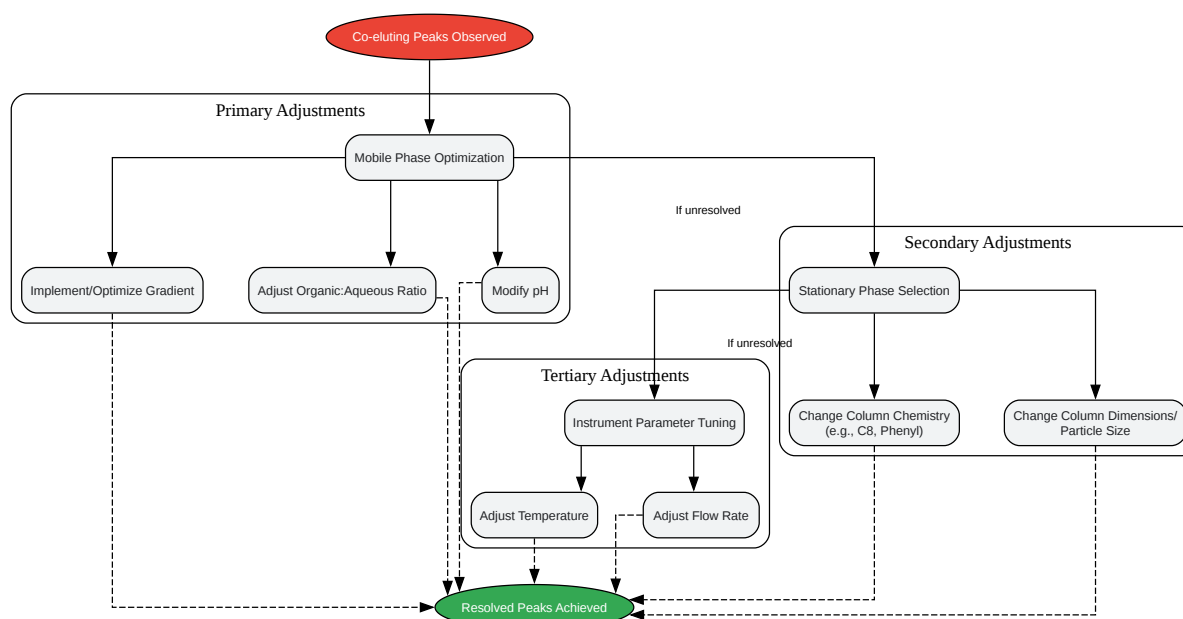 Co-eluting Peaks Observed
Primary Adjustments
Mobile Phase Optimization
If unresolved
Secondary Adjustments
Implement/Optimize Gradient
Adjust Organic:Aqueous Ratio
Modify pH
Stationary Phase Selection
If unresolved
Tertiary Adjustments
Instrument Parameter Tuning
Change Column Chemistry
(e.g., C8, Phenyl)
Change Column Dimensions/
Particle Size
Adjust Temperature
Adjust Flow Rate
Resolved Peaks Achieved